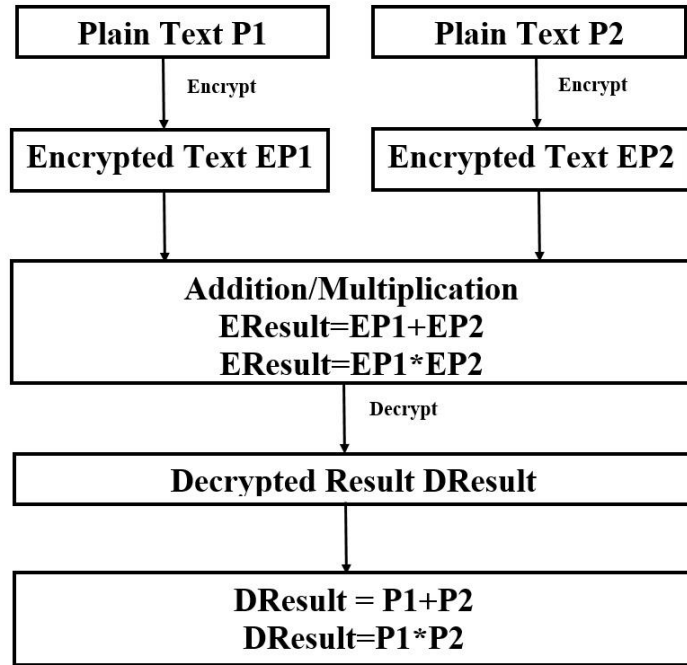 Plain Text P1
Plain Text P2
Encrypt
Encrypt
Encrypted Text EP1
Encrypted Text EP2
Addition/Multiplication
EResult=EP1+EP2
EResult=EP1*EP2
Decrypt
Decrypted Result DResult
DResult = P1+P2
DResult=P1*P2